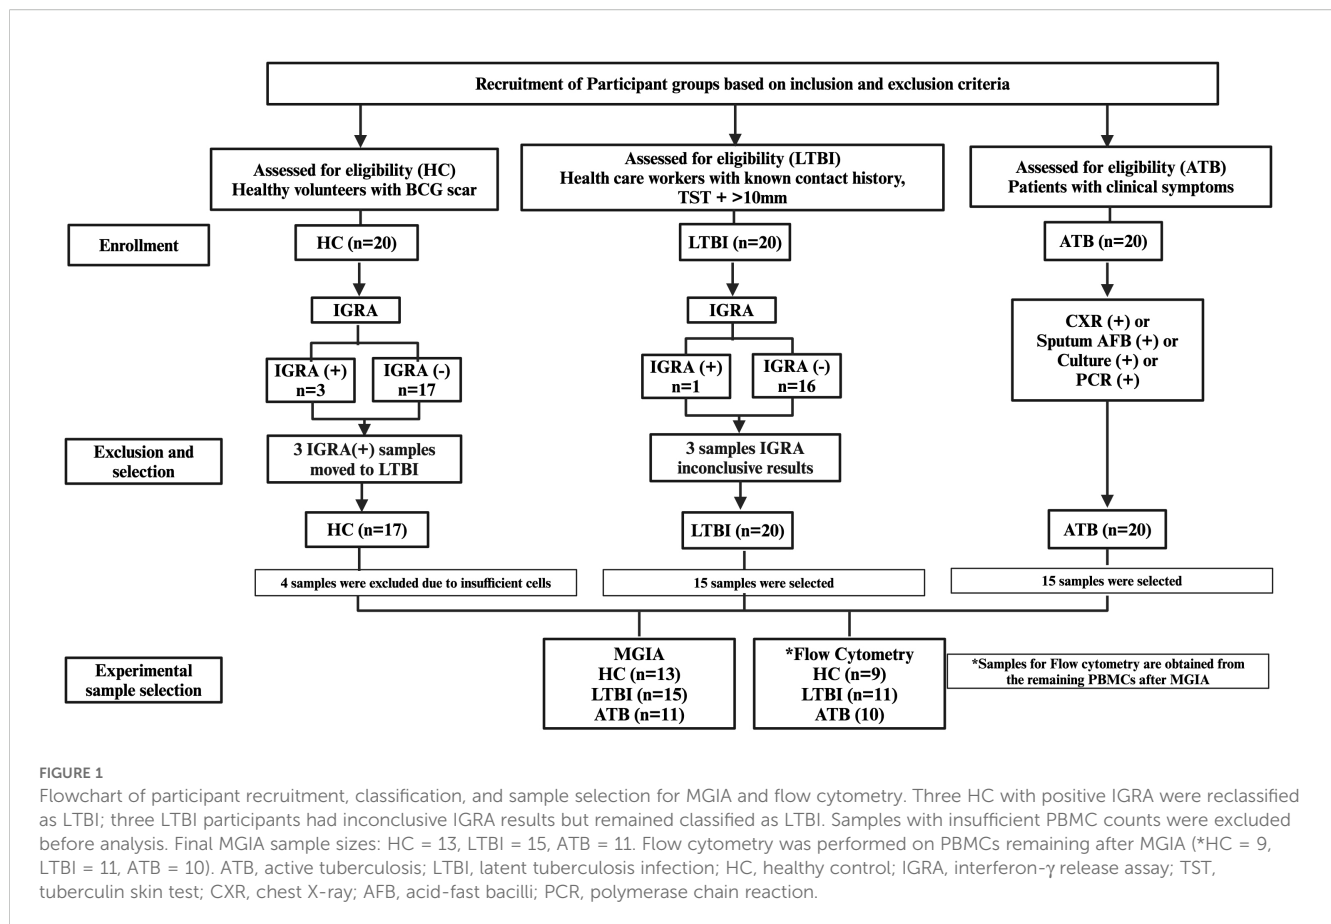 Recruitment of Participant groups based on inclusion and exclusion criteria
Assessed for eligibility (HC)
Healthy volunteers with BCG scar
Assessed for eligibility (LTBI)
Health care workers with known contact history,
TST + >10mm
Assessed for eligibility (ATB)
Patients with clinical symptoms
Enrollment
HC (n=20)
LTBI (n=20)
ATB (n=20)
IGRA
IGRA
CXR (+) or
Sputum AFB (+) or
Culture (+) or
PCR (+)
IGRA (+)
n=3
IGRA (-)
n=17
IGRA (+)
n=1
IGRA (-)
n=16
Exclusion and
selection
3 IGRA(+) samples
moved to LTBI
3 samples IGRA
inconclusive results
HC (n=17)
LTBI (n=20)
ATB (n=20)
4 samples were excluded due to insufficient cells
15 samples were selected
15 samples were selected
Experimental
sample selection
MGIA
HC (n=13)
LTBI (n=15)
ATB (n=11)
*Flow Cytometry
HC (n=9)
LTBI (n=11)
ATB (10)
*Samples for Flow cytometry are obtained from
the remaining PBMCs after MGIA
FIGURE 1
Flowchart of participant recruitment, classification, and sample selection for MGIA and flow cytometry. Three HC with positive IGRA were reclassified
as LTBI; three LTBI participants had inconclusive IGRA results but remained classified as LTBI. Samples with insufficient PBMC counts were excluded
before analysis. Final MGIA sample sizes: HC = 13, LTBI = 15, ATB = 11. Flow cytometry was performed on PBMCs remaining after MGIA (*HC = 9,
LTBI = 11, ATB = 10). ATB, active tuberculosis; LTBI, latent tuberculosis infection; HC, healthy control; IGRA, interferon-γ release assay; TST,
tuberculin skin test; CXR, chest X-ray; AFB, acid-fast bacilli; PCR, polymerase chain reaction.